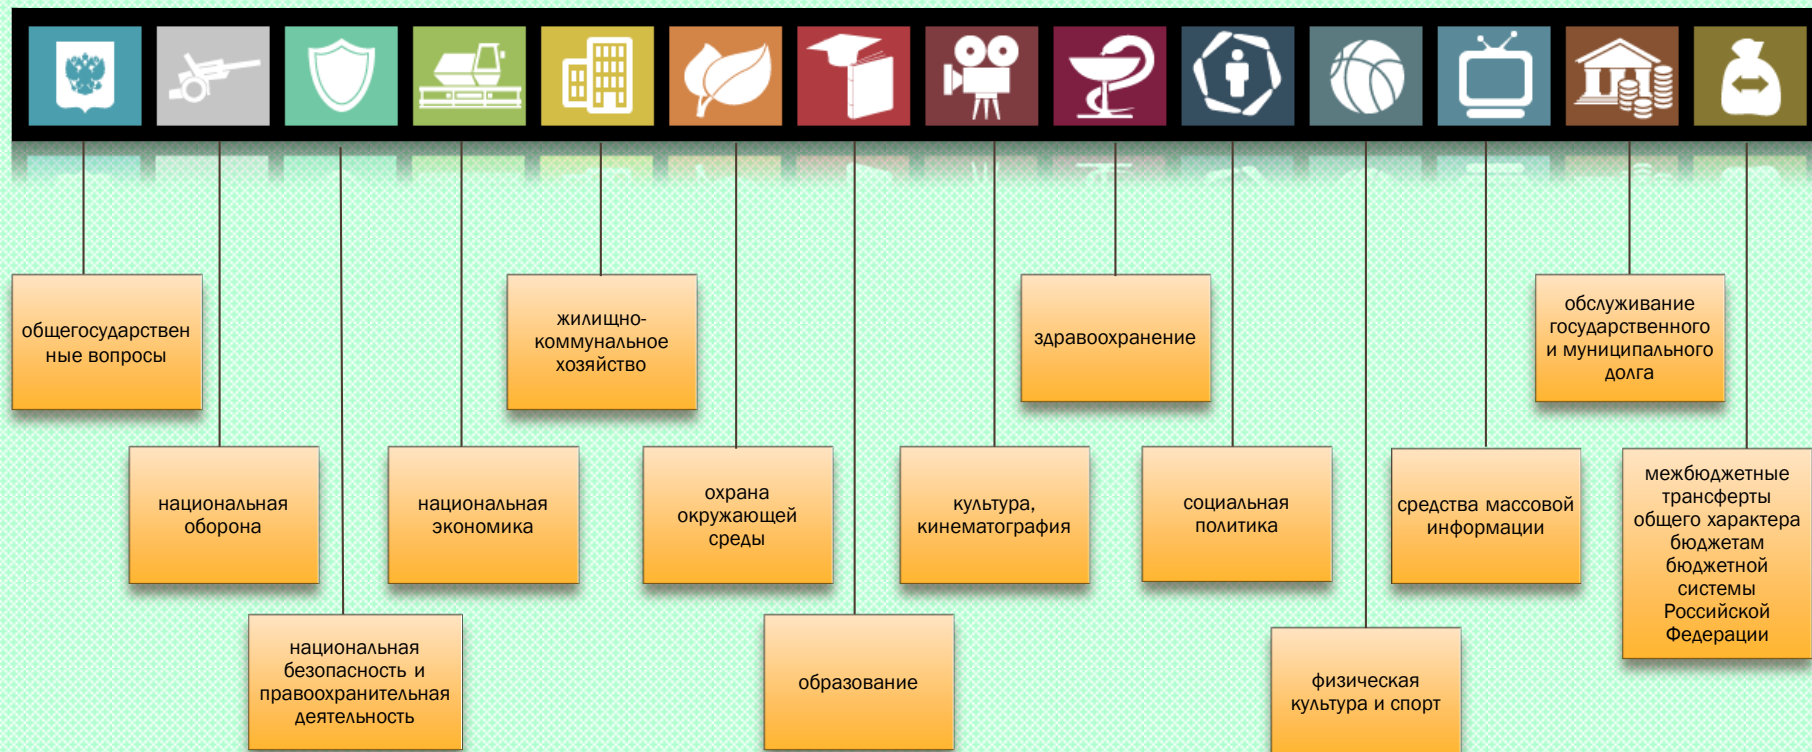 общегосударствен
ные вопросы
национальная
оборона
национальная
безопасность и
правоохранительная
деятельность
национальная
экономика
жилищно-
коммунальное
хозяйство
охрана
окружающей
среды
образование
культура,
кинематография
здравоохранение
социальная
политика
физическая
культура и спорт
средства массовой
информации
обслуживание
государственного
и муниципального
долга
межбюджетные
трансферты
общего характера
бюджетам
бюджетной
системы
Российской
Федерации